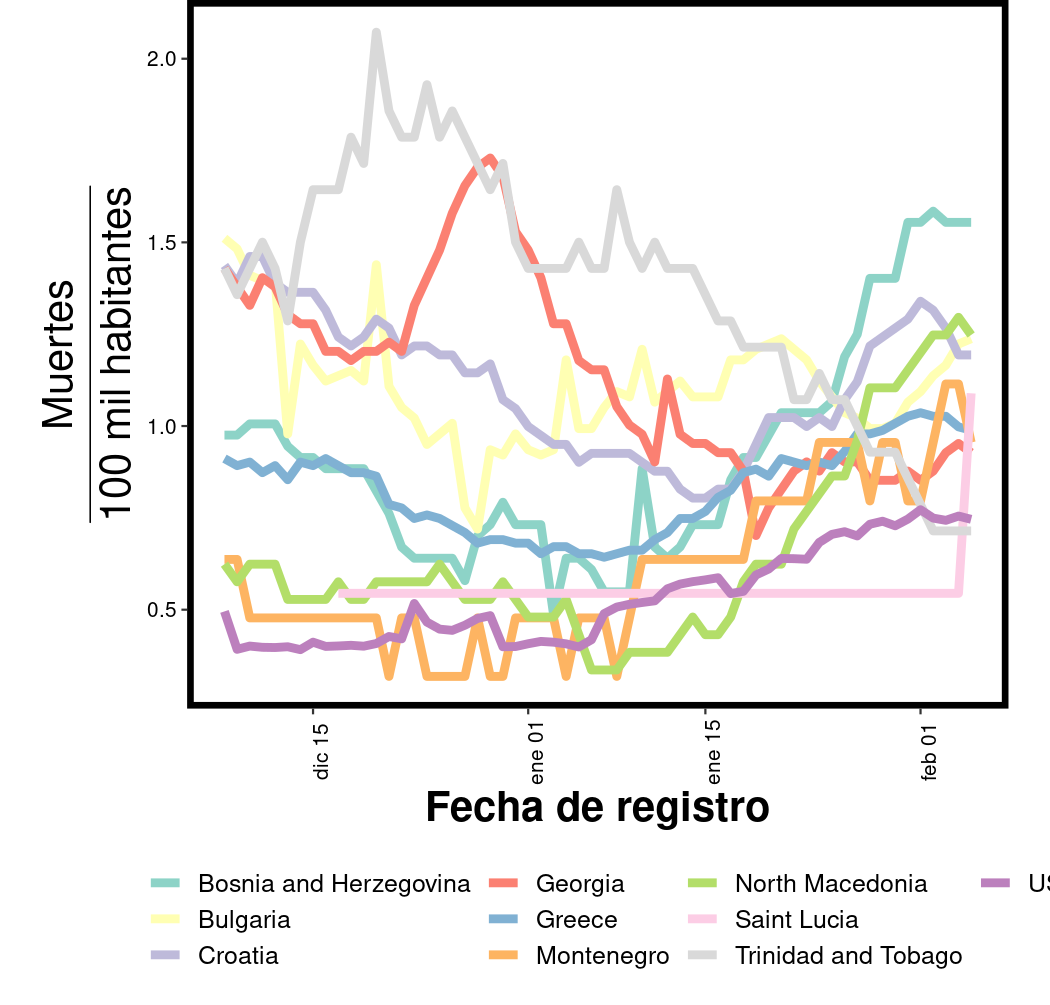 Muertes
100 mil habitantes
2.0
1.5
1.0
0.5
dic 15
ene 01
ene 15
feb 01
Fecha de registro
Bosnia and Herzegovina
Bulgaria
Croatia
Georgia
Greece
Montenegro
North Macedonia
Saint Lucia
Trinidad and Tobago